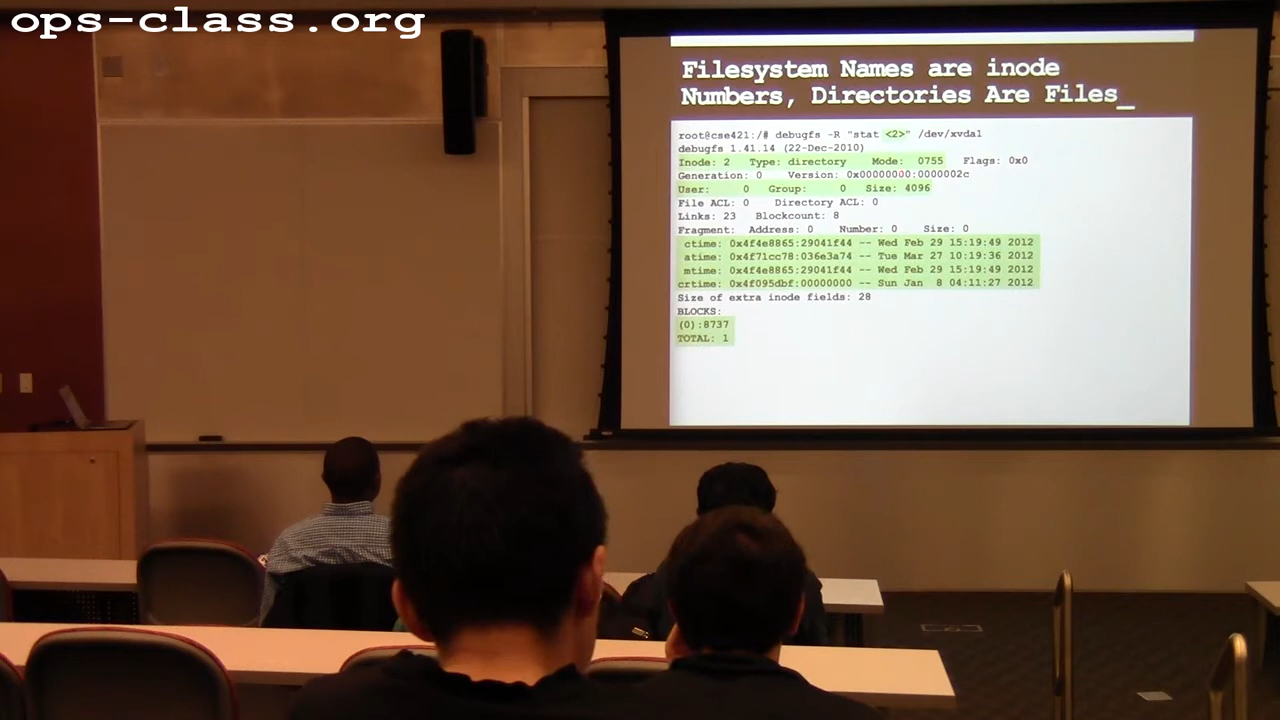 ops-class.org
Filesystem Names are inode
Numbers, Directories Are Files_
root@cse421:/# debugfs -R "stat <2>" /dev/xvda1
debugfs 1.41.14 (22-Dec-2010)
Inode: 2 Type: directory Mode: 0755 Flags: 0x0
Generation: 0 Version: 0x00000000:0000002c
User: 0 Group: 0 Size: 4096
File ACL: 0 Directory ACL: 0
Links: 23 Blockcount: 8
Fragment: Address: 0 Number: 0 Size: 0
ctime: 0x4f4e8865:29041f44 -- Wed Feb 29 15:19:49 2012
atime: 0x4f71cc78:036e3a74 -- Tue Mar 27 10:19:36 2012
mtime: 0x4f4e8865:29041f44 -- Wed Feb 29 15:19:49 2012
crtime: 0x4f095dbf:00000000 -- Sun Jan 8 04:11:27 2012
Size of extra inode fields: 28
BLOCKS:
(0):8737
TOTAL: 1